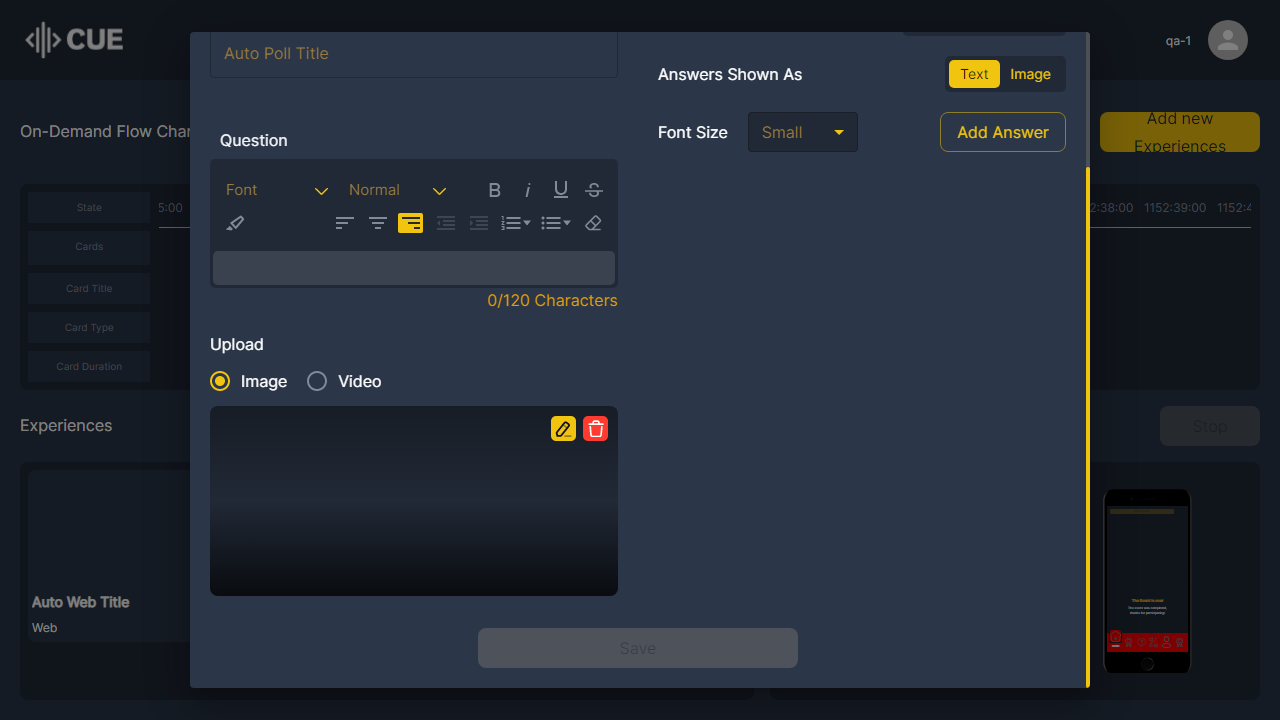 CUE
qa-1
Auto Poll Title
Answers Shown As
Text
Image
On-Demand Flow Char
Question
Font Size
Small
Add Answer
Add new
Experiences
Font
Normal
B
i
U
S
State
5:00
2:38:00
1152:39:00
1152:4
Cards
Card Title
0/120 Characters
Card Type
Upload
Card Duration
Image
Video
Experiences
Stop
Auto Web Title
Web
Save